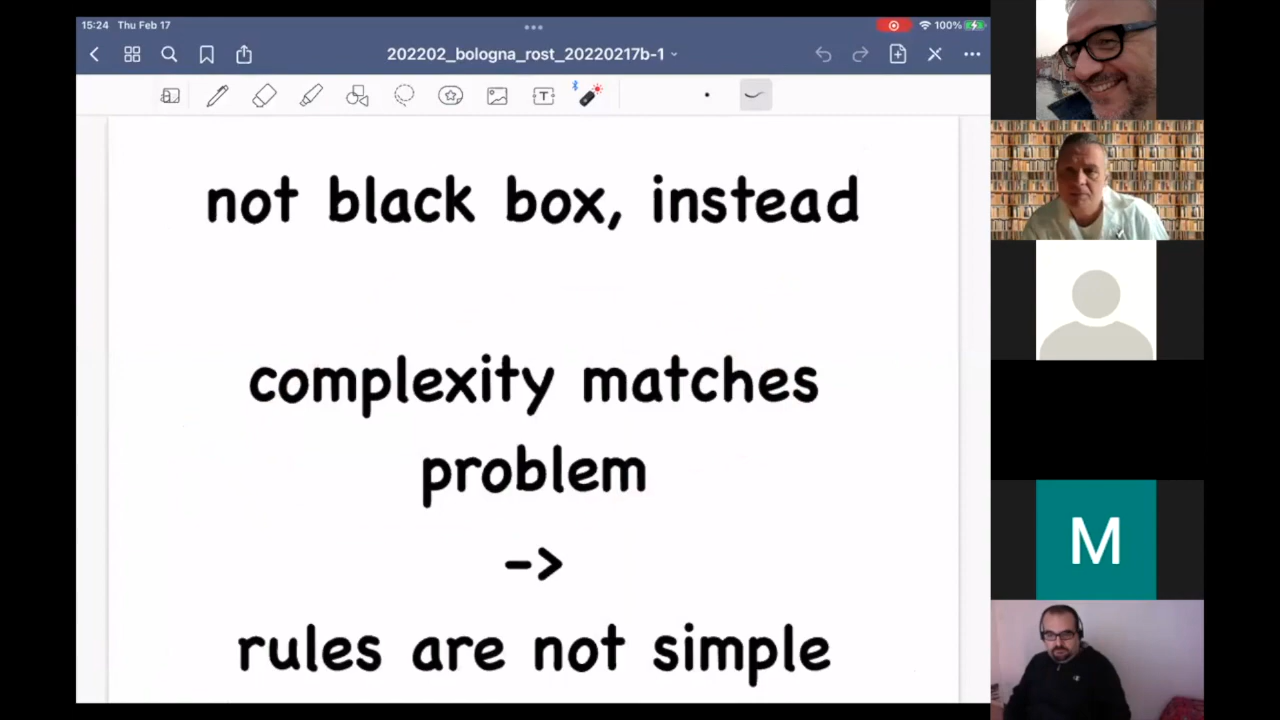 15:24 Thu Feb 17
100%
202202_bologna_rost_20220217b-1
T
not black box, instead
complexity matches
problem
->
rules are not simple
M